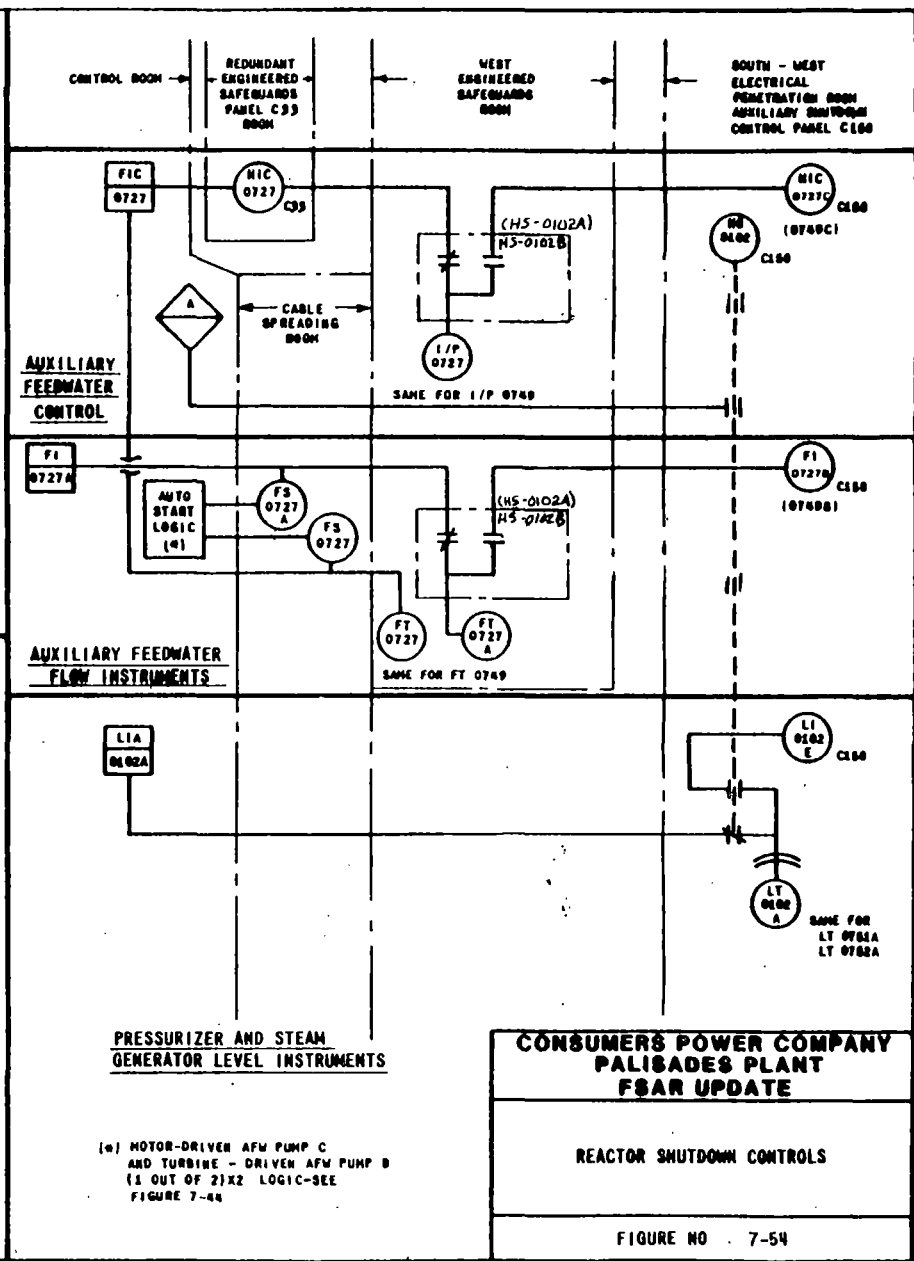 CONTROL ROOM
REDUNDANT
ENGINEERED
SAFEGUARDS
PANEL C33
ROOM
WEST
ENGINEERED
SAFEGUARDS
ROOM
SOUTH - WEST
ELECTRICAL
PENETRATION ROOM
AUXILIARY SHUTDOWN
CONTROL PANEL C150
FIC
0727
HIC
0727
C33
(HS-0102A)
HS-0102B
HIC
0727C
C150
(0749C)
HS
0102
C150
A
CABLE
SPREADING
ROOM
I/P
0727
SAME FOR I/P 0749
AUXILIARY
FEEDWATER
CONTROL
FI
0727A
AUTO
START
LOGIC
(*)
FS
0727
A
FS
0727
(HS-0102A)
HS-0102B
FI
0727B
C150
(0749B)
FT
0727
FT
0727
A
SAME FOR FT 0749
AUXILIARY FEEDWATER
FLOW INSTRUMENTS
LIA
0102A
LI
0102
E
C150
LT
0102
A
SAME FOR
LT 0751A
LT 0752A
PRESSURIZER AND STEAM
GENERATOR LEVEL INSTRUMENTS
(*) MOTOR-DRIVEN AFW PUMP C
AND TURBINE - DRIVEN AFW PUMP B
(1 OUT OF 2)X2 LOGIC-SEE
FIGURE 7-44
CONSUMERS POWER COMPANY
PALISADES PLANT
FSAR UPDATE
REACTOR SHUTDOWN CONTROLS
FIGURE NO . 7-54